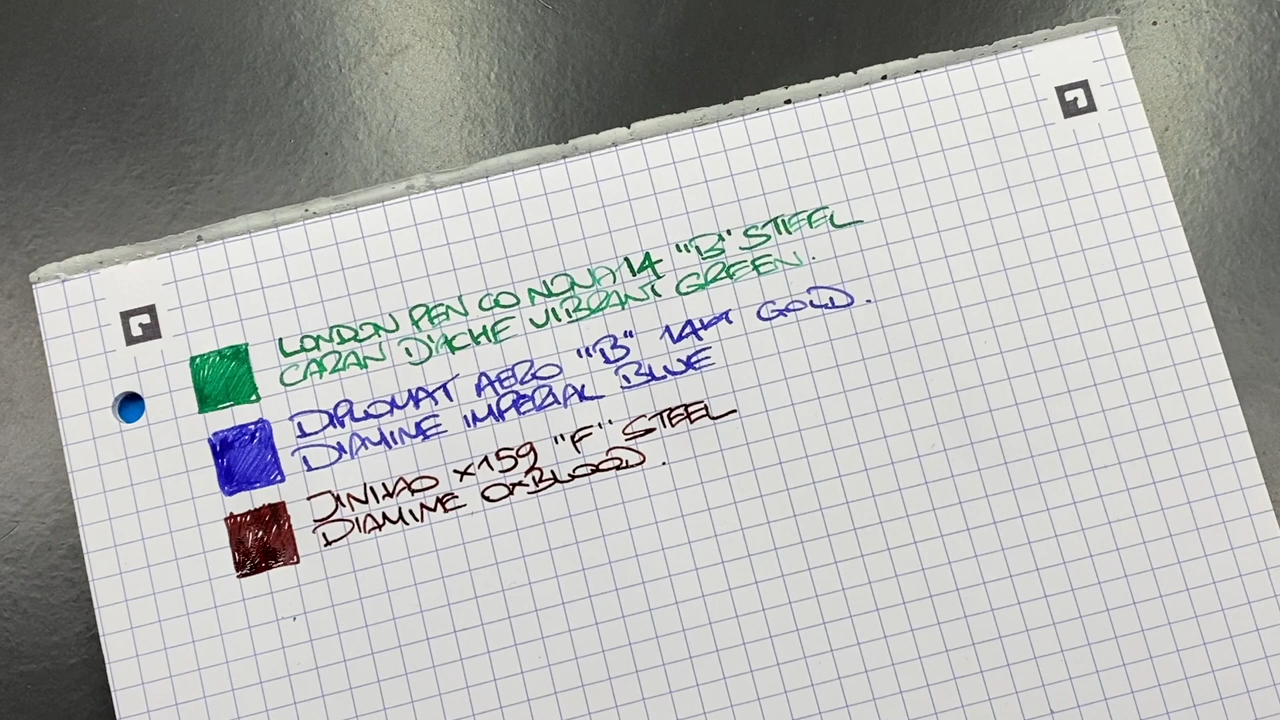 LONDON PEN CO NOVA 14 "B" STEEL
CARAN D'ACHE VIBRANT GREEN.
DIPLOMAT AERO "B" 14kt GOLD.
DIAMINE IMPERIAL BLUE
JINHAO x159 "F" STEEL
DIAMINE OXBLOOD.